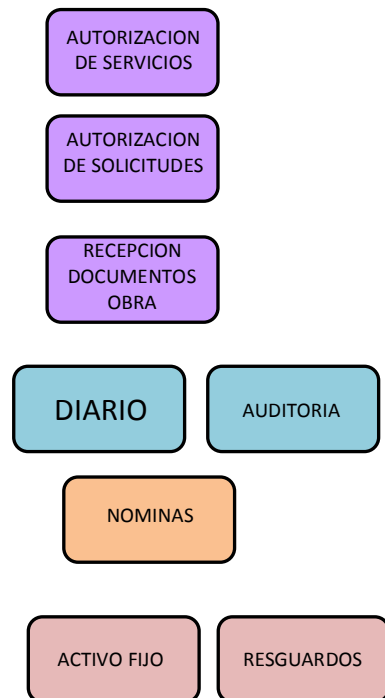 AUTORIZACION
DE SERVICIOS
AUTORIZACION
DE SOLICITUDES
RECEPCION
DOCUMENTOS
OBRA
DIARIO
AUDITORIA
NOMINAS
ACTIVO FIJO
RESGUARDOS